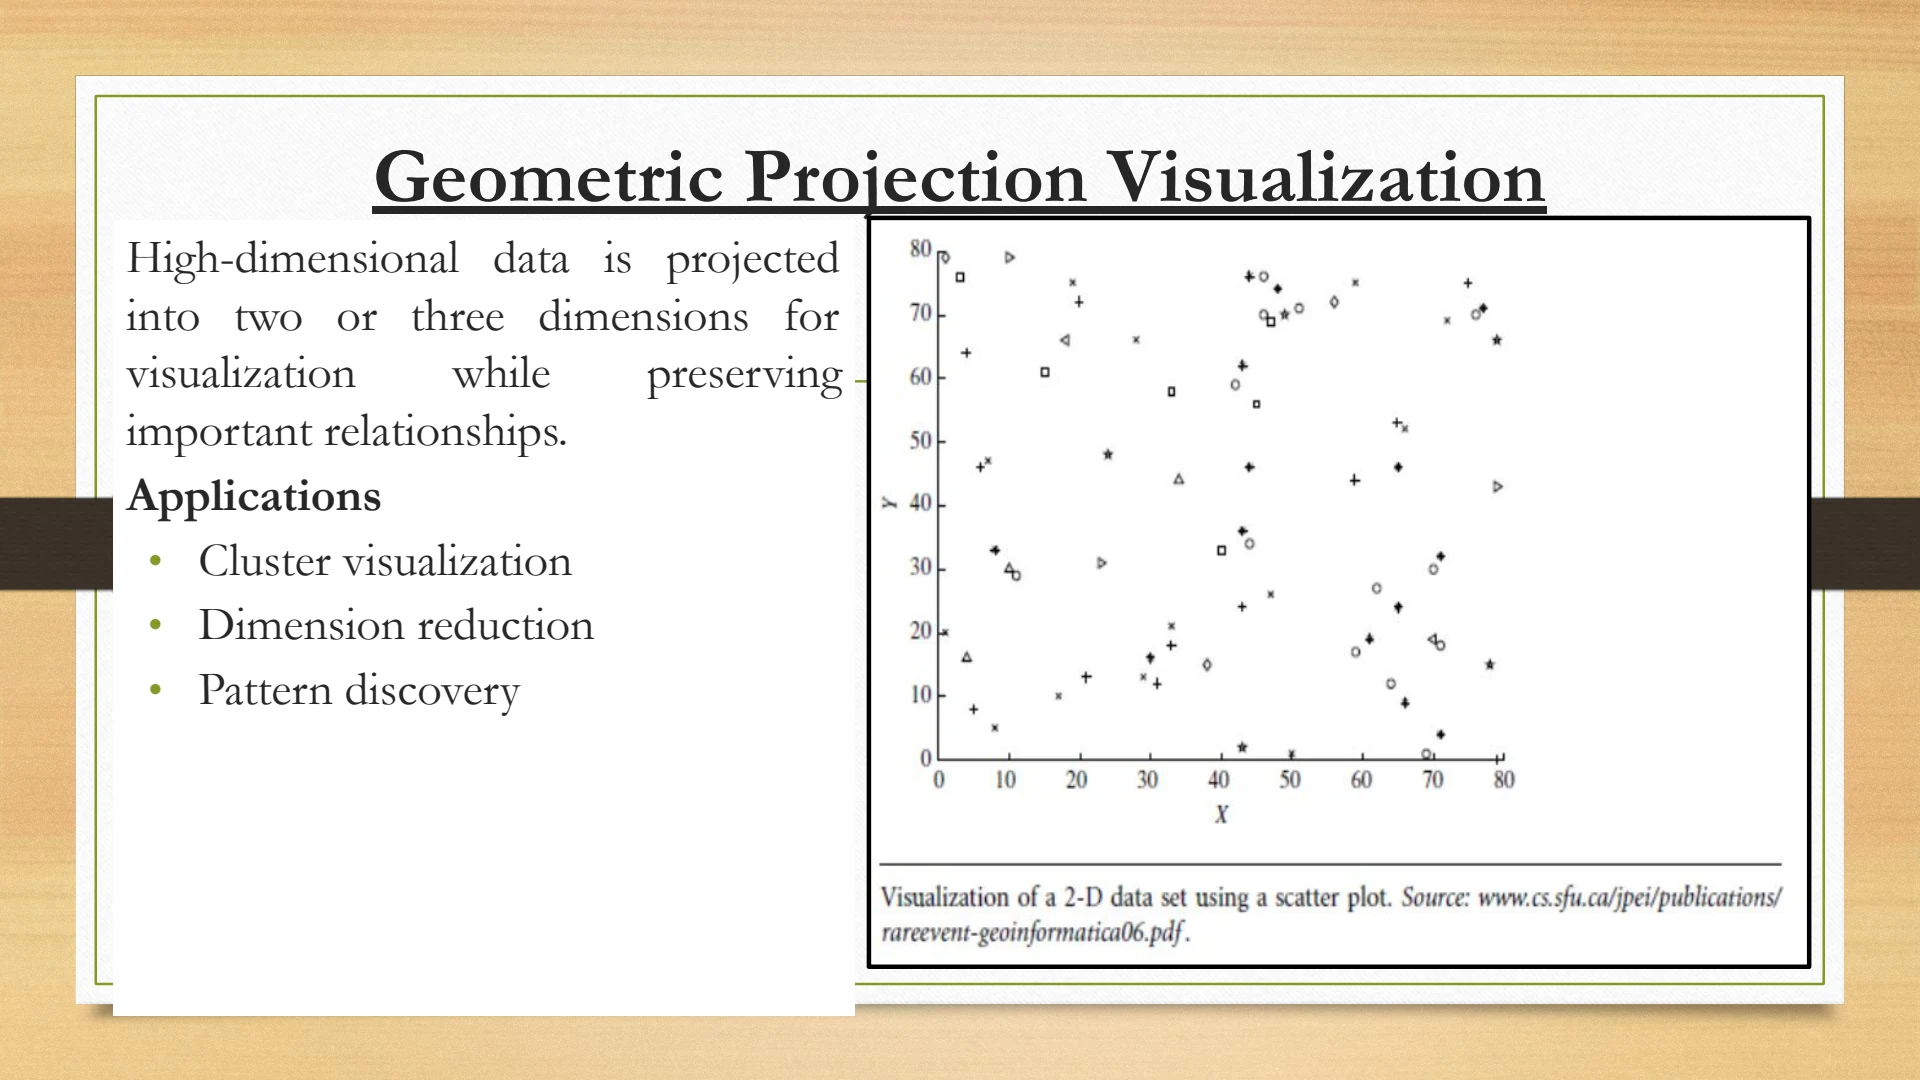 Geometric Projection Visualization
High-dimensional data is projected
into two or three dimensions for
visualization while preserving
important relationships.
Applications
• Cluster visualization
• Dimension reduction
• Pattern discovery
80
70
60
50
40
30
20
10
0
Y
0 10 20 30 40 50 60 70 80
X
Visualization of a 2-D data set using a scatter plot. Source: www.cs.sfu.ca/jpei/publications/
rareevent-geoinformatica06.pdf.